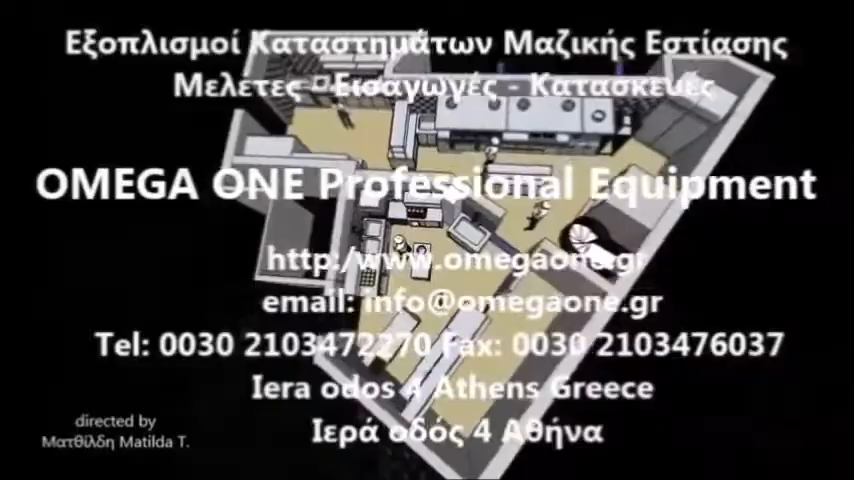 Εξοπλισμοί Καταστημάτων Μαζικής Εστίασης
Μελέτες - Εισαγωγές - Κατασκευές
OMEGA ONE Professional Equipment
http:/www.omegaone.gr
email: info@omegaone.gr
Tel: 0030 2103472270 Fax: 0030 2103476037
Iera odos 4 Athens Greece
Ιερά οδός 4 Αθήνα
directed by
Ματθίλδη Matilda T.